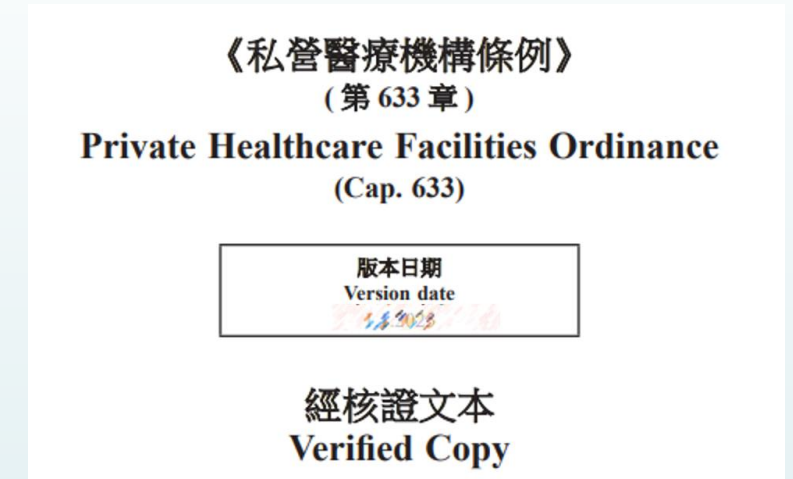 《私營醫療機構條例》
(第 633 章)
Private Healthcare Facilities Ordinance
(Cap. 633)
版本日期
Version date
經核證文本
Verified Copy